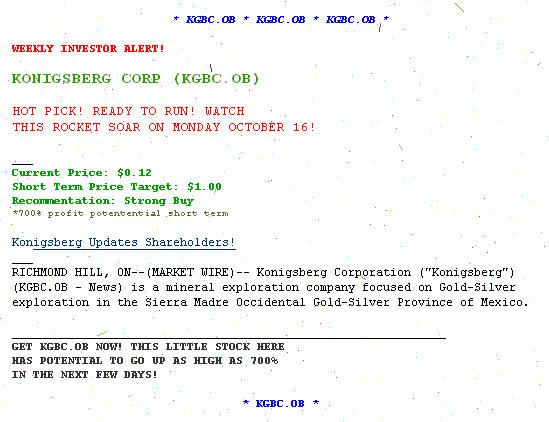 * KGBC.OB * KGBC.OB * KGBC.OB *
WEEKLY INVESTOR ALERT!
KONIGSBERG CORP (KGBC.OB)
HOT PICK! READY TO RUN! WATCH
THIS ROCKET SOAR ON MONDAY OCTOBER 16!
Current Price: $0.12
Short Term Price Target: $1.00
Recommentation: Strong Buy
*700% profit potentential short term
Konigsberg Updates Shareholders!
RICHMOND HILL, ON--(MARKET WIRE)-- Konigsberg Corporation ("Konigsberg")
(KGBC.OB - News) is a mineral exploration company focused on Gold-Silver
exploration in the Sierra Madre Occidental Gold-Silver Province of Mexico.
GET KGBC.OB NOW! THIS LITTLE STOCK HERE
HAS POTENTIAL TO GO UP AS HIGH AS 700%
IN THE NEXT FEW DAYS!
* KGBC.OB *